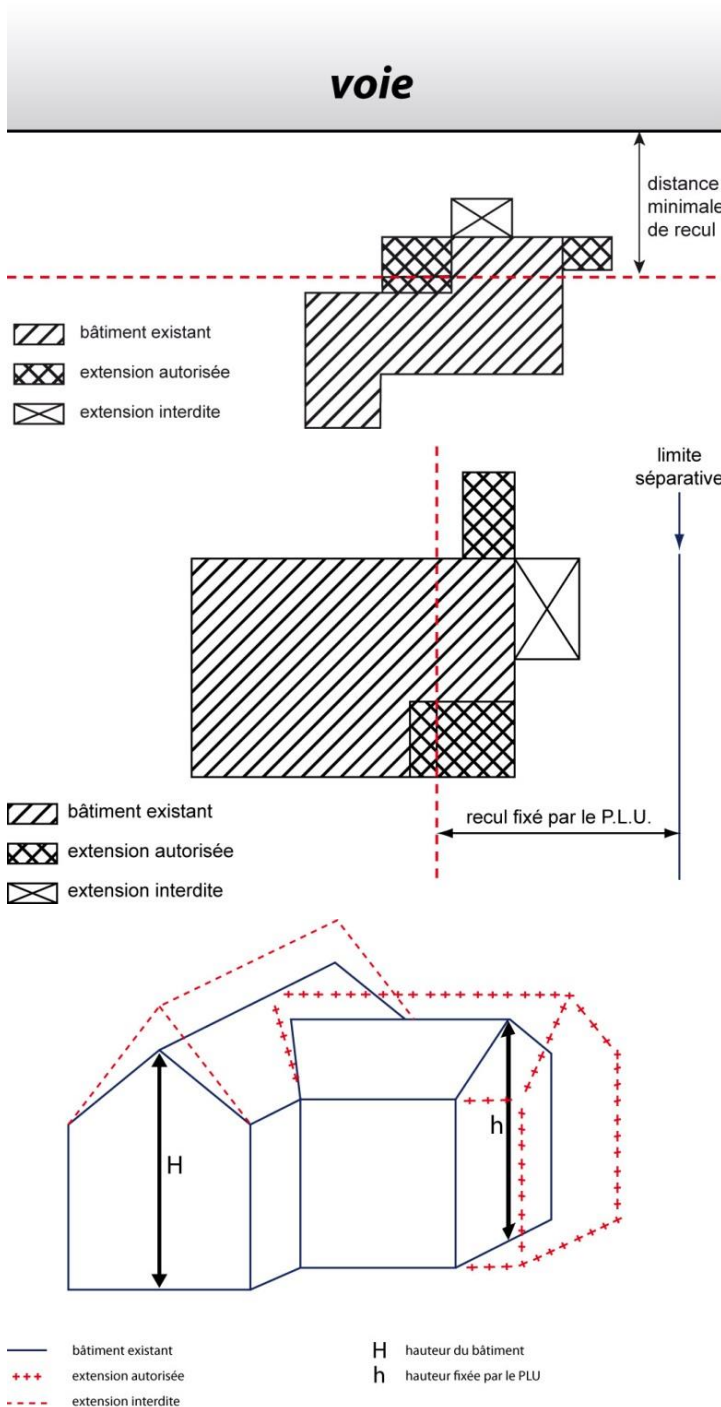 voie
distance
minimale
de recul
bâtiment existant
extension autorisée
extension interdite
limite
séparative
bâtiment existant
extension autorisée
extension interdite
recul fixé par le P.L.U.
H
h
bâtiment existant
extension autorisée
extension interdite
H hauteur du bâtiment
h hauteur fixée par le PLU